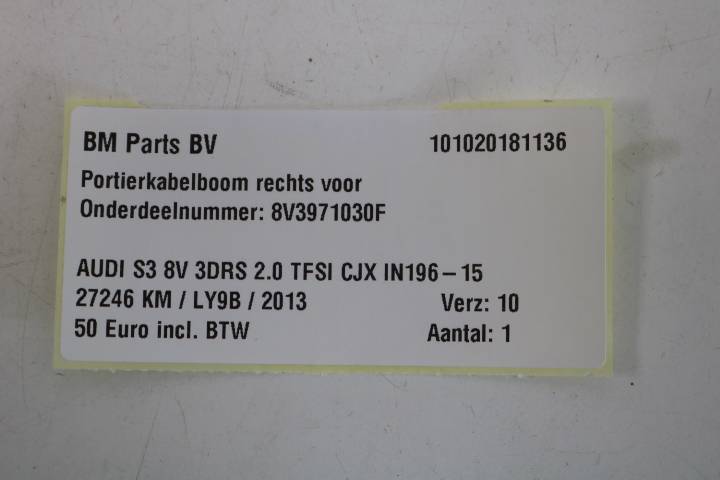 BM Parts BV 101020181136
Portierkabelboom rechts voor
Onderdeelnummer: 8V3971030F
AUDI S3 8V 3DRS 2.0 TFSI CJX IN196 – 15
27246 KM / LY9B / 2013 Verz: 10
50 Euro incl. BTW Aantal: 1